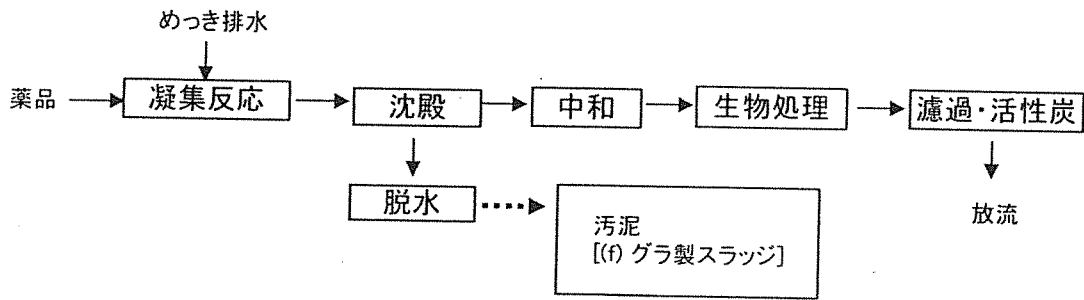 めっき排水
薬品
凝集反応
沈殿
中和
生物処理
濾過・活性炭
脱水
放流
汚泥
[(f) グラ製スラッジ]